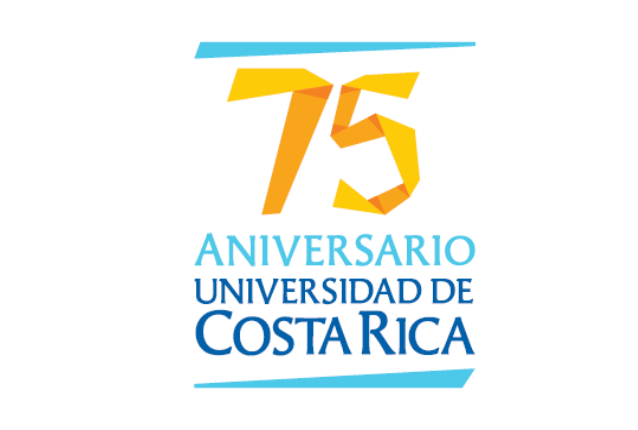 75
ANIVERSARIO
UNIVERSIDAD DE
COSTA RICA